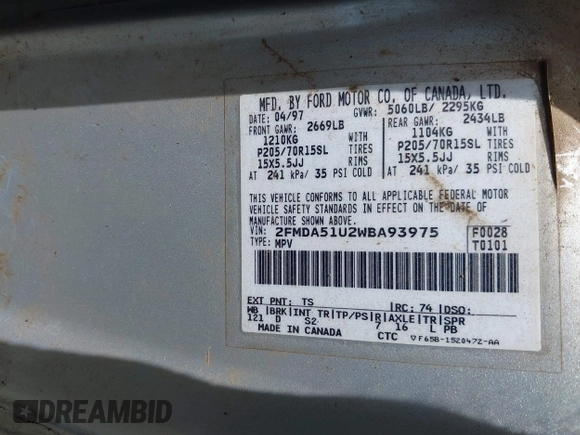 MFD. BY FORD MOTOR CO. OF CANADA, LTD.
DATE: 04/97 GVWR: 5060LB/ 2295KG
FRONT GAWR: 2669LB REAR GAWR: 2434LB
1210KG WITH 1104KG WITH
P205/70R15SL TIRES P205/70R15SL TIRES
15X5.5JJ RIMS 15X5.5JJ RIMS
AT 241 kPa/ 35 PSI COLD AT 241 kPa/ 35 PSI COLD
THIS VEHICLE CONFORMS TO ALL APPLICABLE FEDERAL MOTOR
VEHICLE SAFETY STANDARDS IN EFFECT ON THE DATE OF
MANUFACTURE SHOWN ABOVE.
VIN: 2FMDA51U2WBA93975 F0028
TYPE: MPV T0101
EXT PNT: TS RC: 74 DSO:
WB BRK INT TR TP/PS R AXLE TR SPR
121 D S2 7 16 L PB
MADE IN CANADA CTC ▽F65B-1520472-AA
DREAMBID